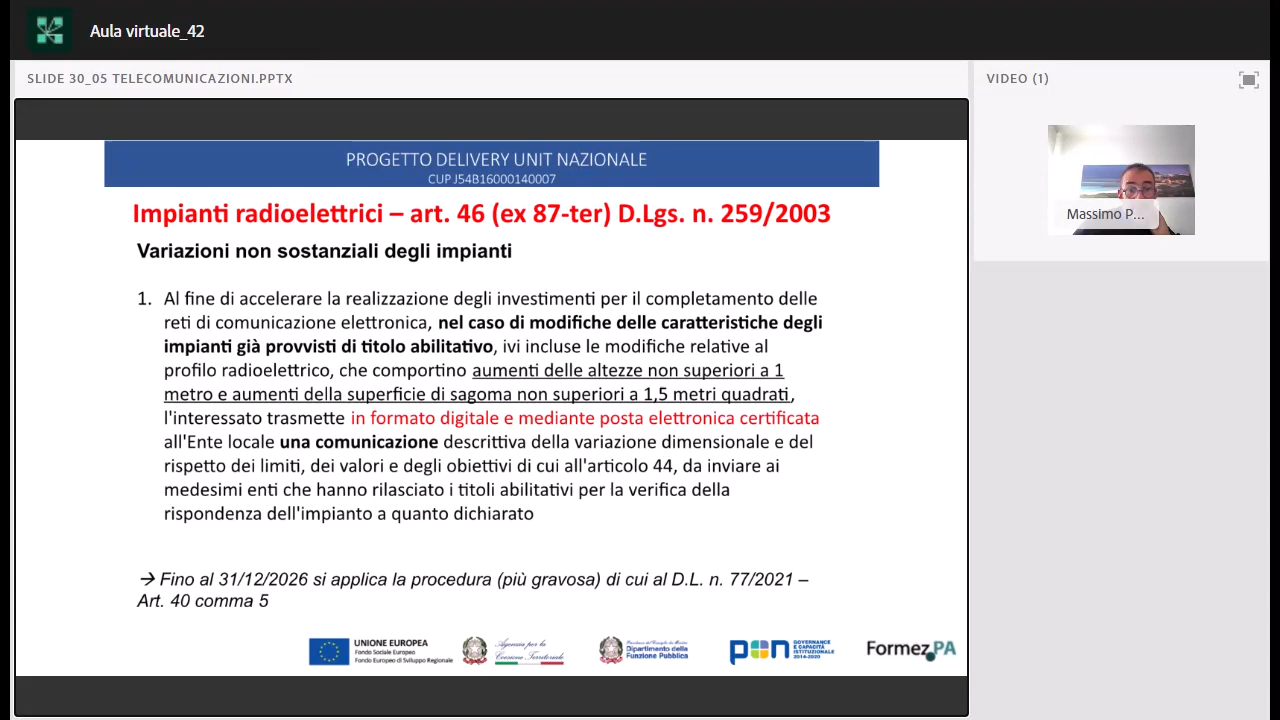 Aula virtuale_42
SLIDE 30_05 TELECOMUNICAZIONI.PPTX
VIDEO (1)
PROGETTO DELIVERY UNIT NAZIONALE
CUP J54B16000140007
Impianti radioelettrici – art. 46 (ex 87-ter) D.Lgs. n. 259/2003
Variazioni non sostanziali degli impianti
1. Al fine di accelerare la realizzazione degli investimenti per il completamento delle
reti di comunicazione elettronica, nel caso di modifiche delle caratteristiche degli
impianti già provvisti di titolo abilitativo, ivi incluse le modifiche relative al
profilo radioelettrico, che comportino aumenti delle altezze non superiori a 1
metro e aumenti della superficie di sagoma non superiori a 1,5 metri quadrati,
l'interessato trasmette in formato digitale e mediante posta elettronica certificata
all'Ente locale una comunicazione descrittiva della variazione dimensionale e del
rispetto dei limiti, dei valori e degli obiettivi di cui all'articolo 44, da inviare ai
medesimi enti che hanno rilasciato i titoli abilitativi per la verifica della
rispondenza dell'impianto a quanto dichiarato
→ Fino al 31/12/2026 si applica la procedura (più gravosa) di cui al D.L. n. 77/2021 –
Art. 40 comma 5
Massimo P...
UNIONE EUROPEA
Fondo Sociale Europeo
Fondo Europeo di Sviluppo Regionale
Agenzia per la
Coesione Territoriale
Presidenza del Consiglio dei Ministri
Dipartimento della
Funzione Pubblica
pon
GOVERNANCE
E CAPACITÀ
ISTITUZIONALE
2014-2020
FormezPA